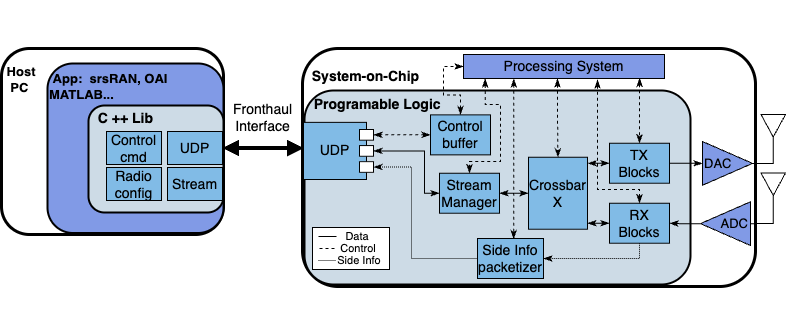 Host
PC
App: srsRAN, OAI
MATLAB...
C ++ Lib
Control
cmd
UDP
Radio
config
Stream
Fronthaul
Interface
System-on-Chip
Processing System
Programable Logic
UDP
Control
buffer
Stream
Manager
Crossbar
X
TX
Blocks
RX
Blocks
Side Info
packetizer
DAC
ADC
Data
Control
Side Info